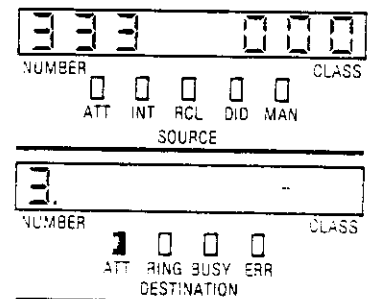 333 000
NUMBER CLASS
ATT INT RCL DID MAN
SOURCE
3. -
NUMBER CLASS
ATT RING BUSY ERR
DESTINATION